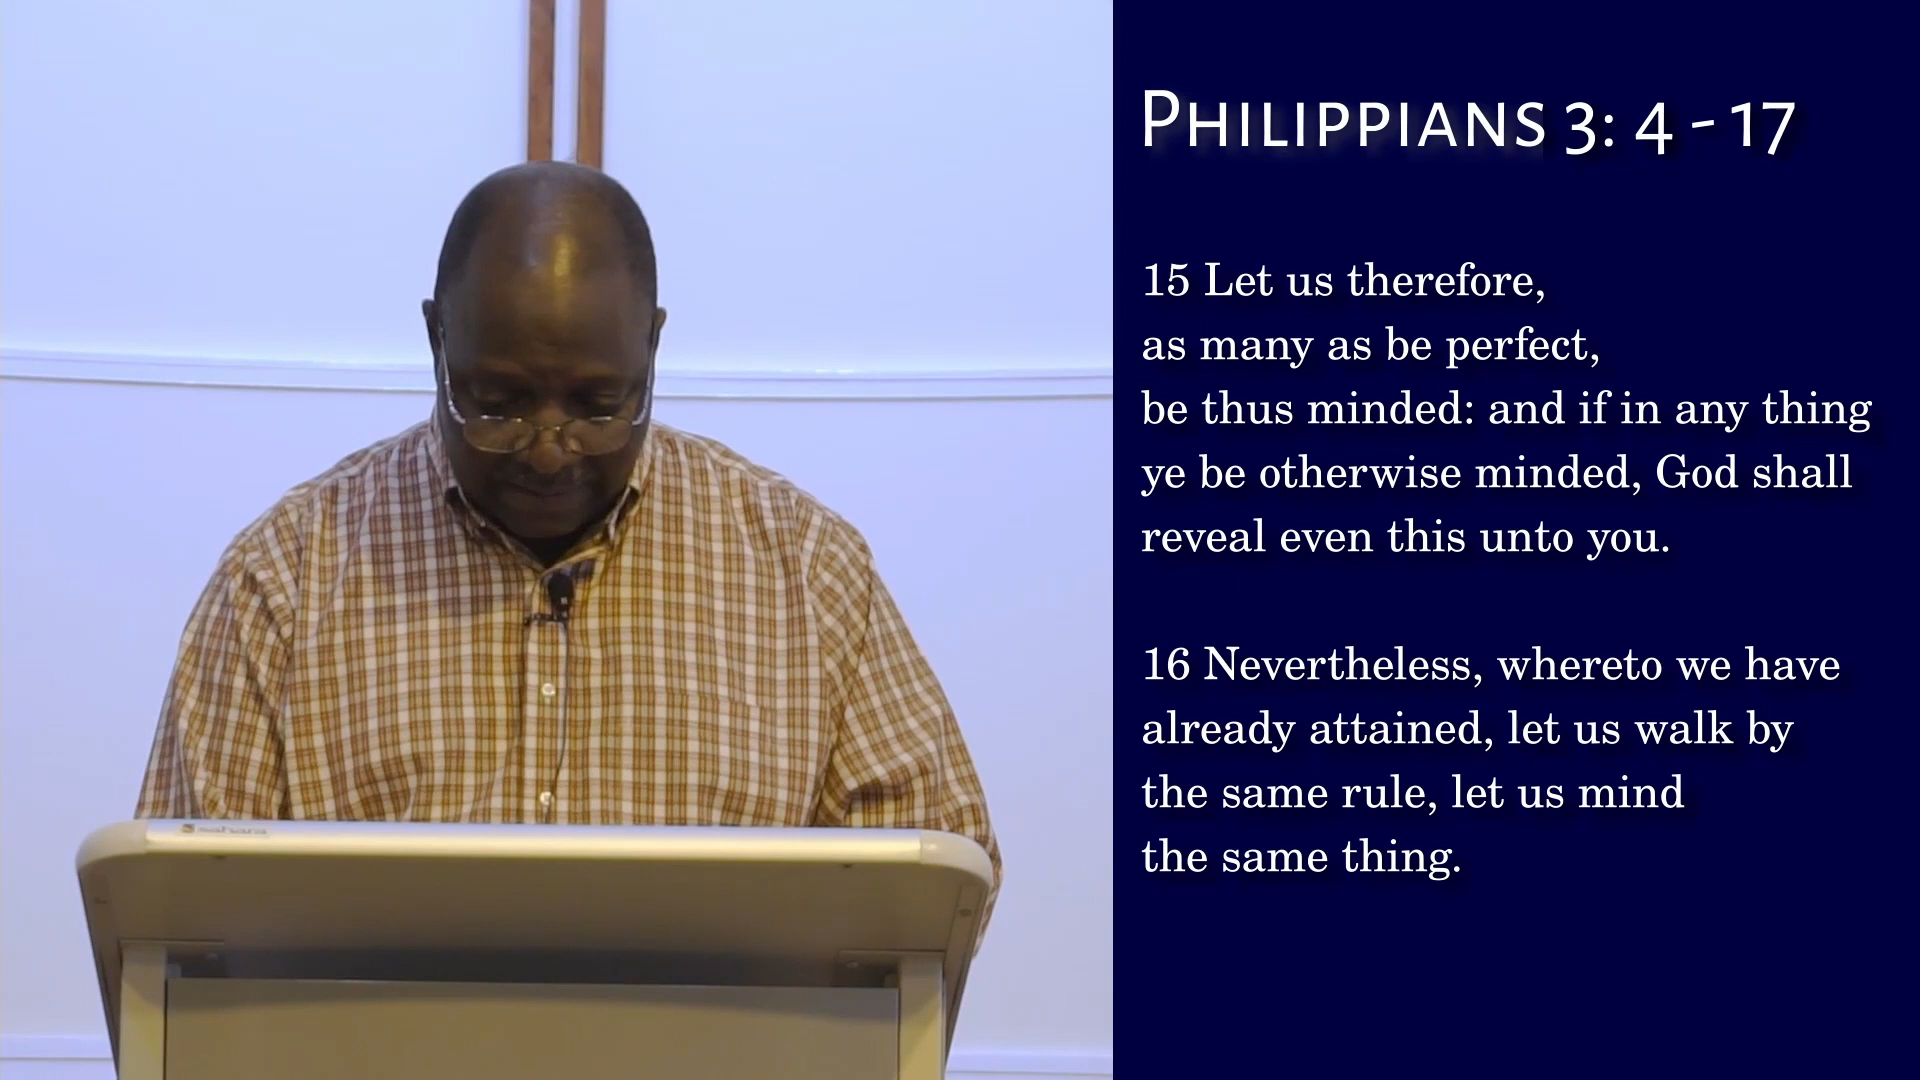 Philippians 3: 4 - 17
15 Let us therefore,
as many as be perfect,
be thus minded: and if in any thing
ye be otherwise minded, God shall
reveal even this unto you.
16 Nevertheless, whereto we have
already attained, let us walk by
the same rule, let us mind
the same thing.
sahara